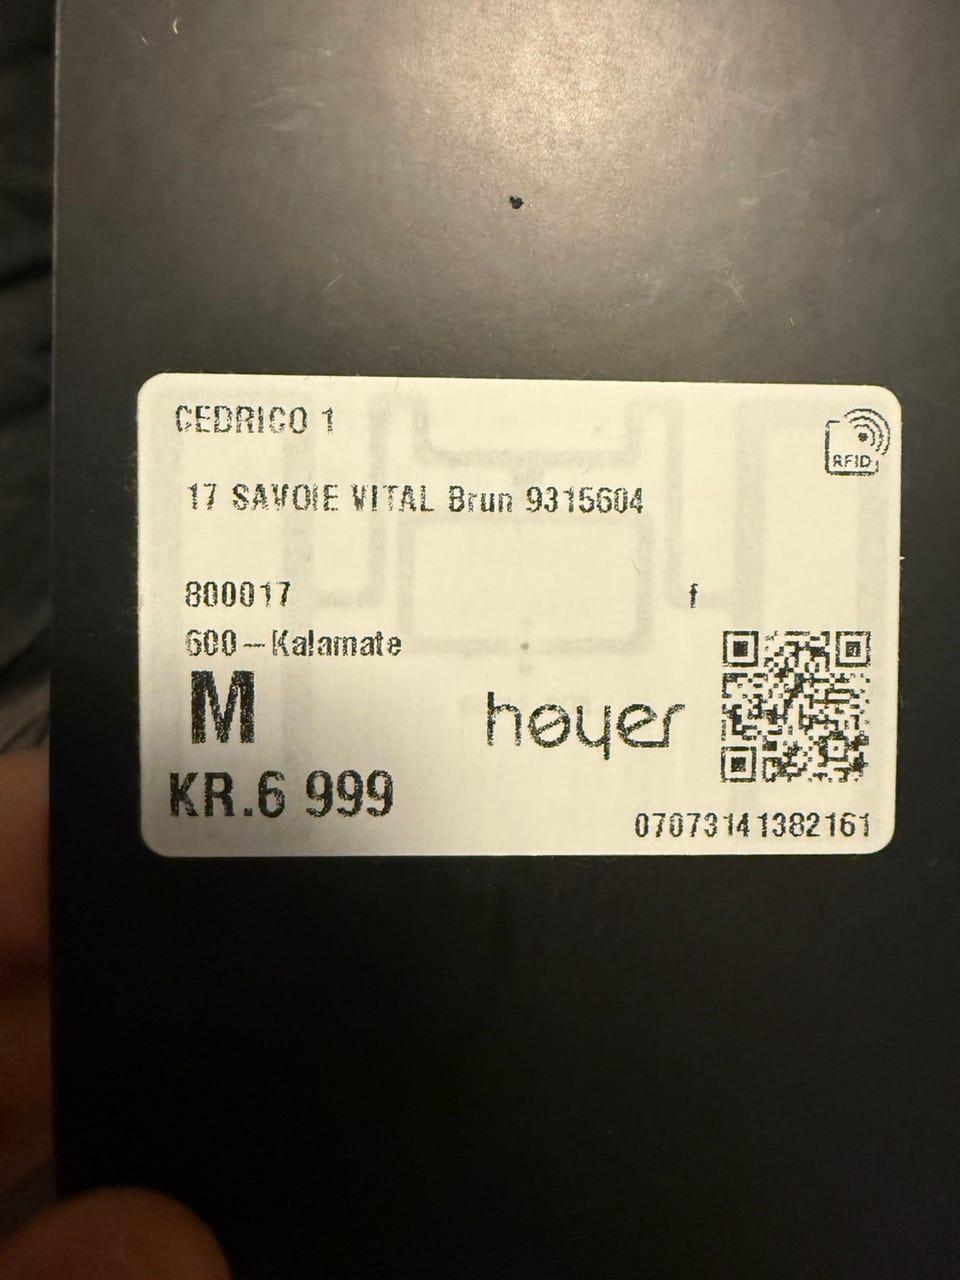 CEDRICO 1
RFID
17 SAVOIE VITAL Brun 9315604
800017 f
600-Kalamate
M
høyer
KR.6 999
07073141382161